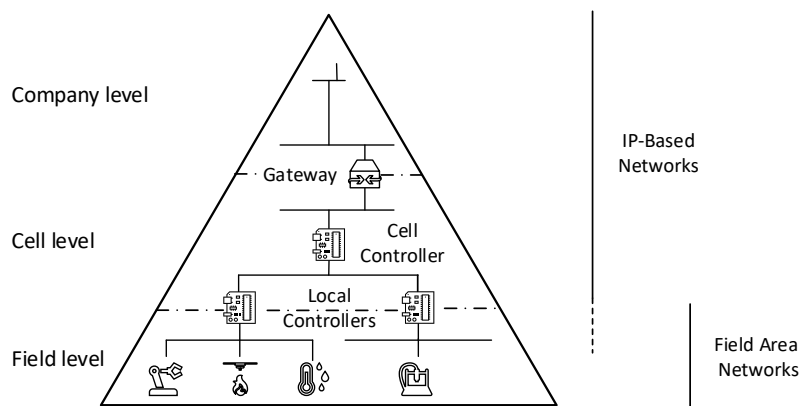 Company level
IP-Based
Networks
Gateway
Cell level
Cell
Controller
Local
Controllers
Field level
Field Area
Networks